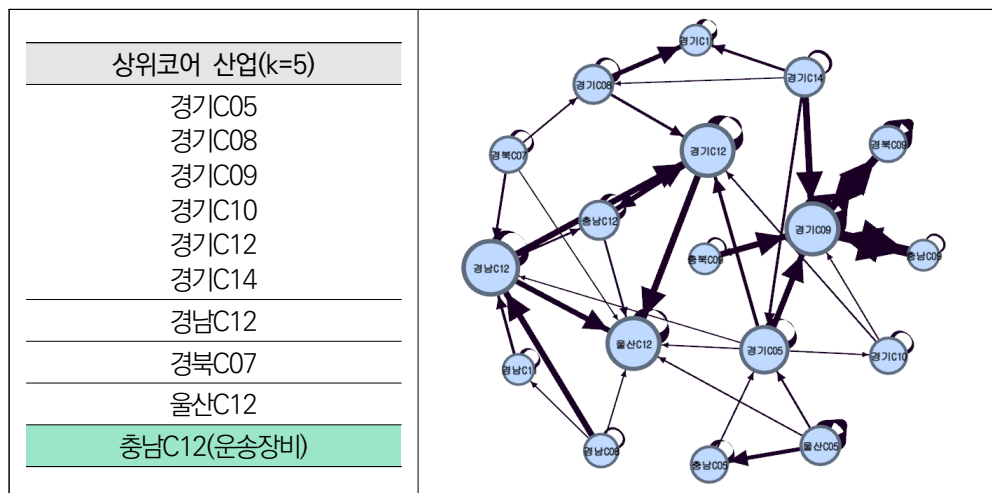 상위코어 산업(k=5)
경기C05
경기C08
경기C09
경기C10
경기C12
경기C14
경남C12
경북C07
울산C12
충남C12(운송장비)
경기C1
경기C08
경기C14
경북C07
경기C12
경북C09
충남C12
경기C09
충북C09
충남C09
경남C12
울산C12
경기C05
경기C10
경남C11
경남C08
충남C05
울산C05